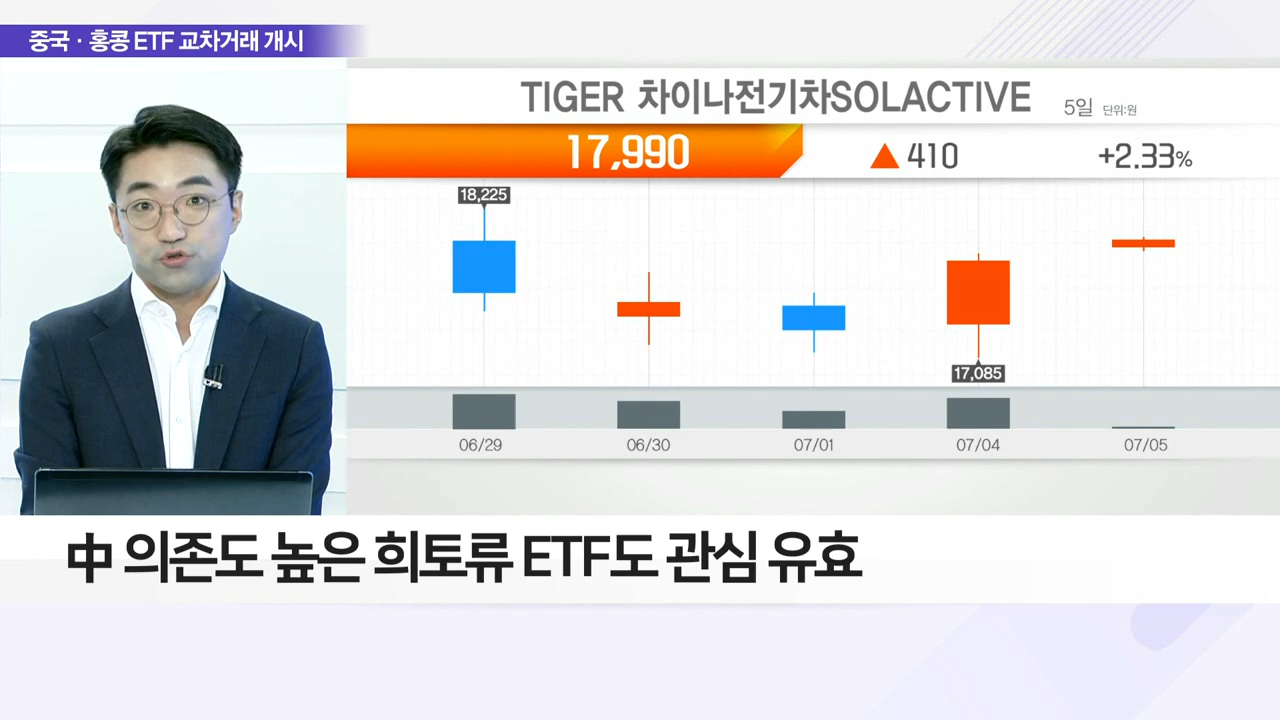 중국 · 홍콩 ETF 교차거래 개시
TIGER 차이나전기차SOLACTIVE 5일 단위:원
17,990 ▲ 410 +2.33%
18,225
17,085
06/29 06/30 07/01 07/04 07/05
中 의존도 높은 희토류 ETF도 관심 유효